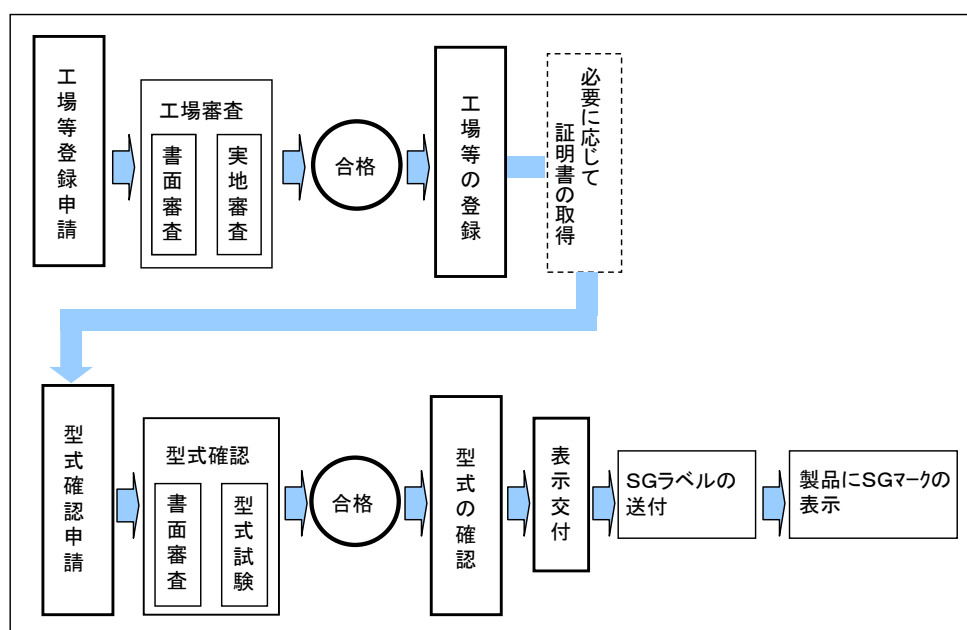 工場等登録申請
工場審査
書面審査
実地審査
合格
工場等の登録
必要に応じて
証明書の取得
型式確認申請
型式確認
書面審査
型式試験
合格
型式の確認
表示交付
SGラベルの
送付
製品にSGマークの
表示